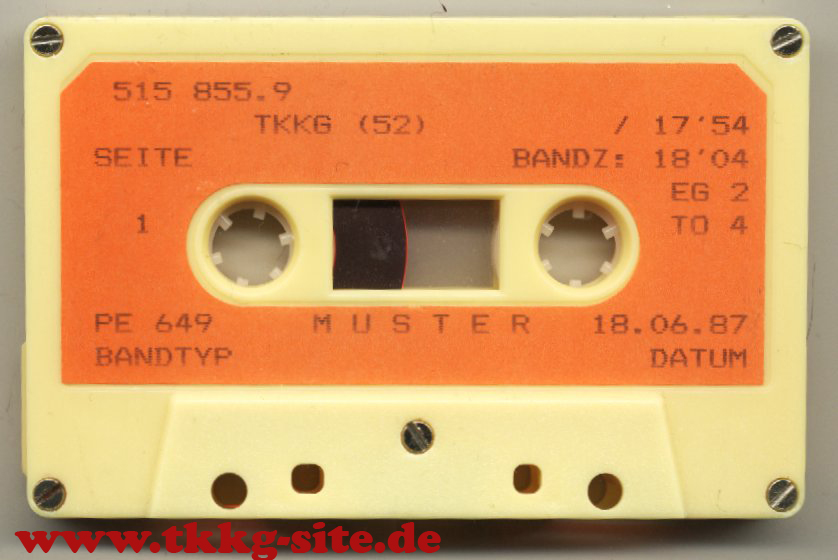 515 855.9
TKKG (52) / 17'54
SEITE BANDZ: 18'04
EG 2
1 TO 4
PE 649 MUSTER 18.06.87
BANDTYP DATUM
www.tkkg-site.de